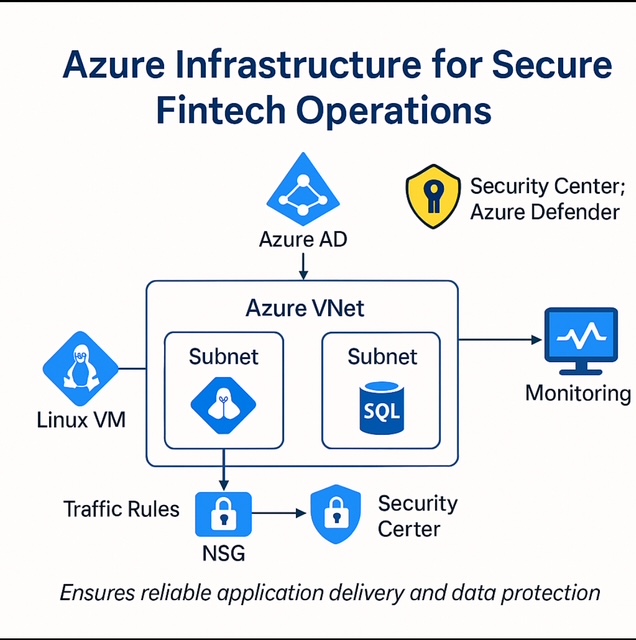 Azure Infrastructure for Secure
Fintech Operations
Azure AD
Security Center;
Azure Defender
Azure VNet
Subnet
Subnet
SQL
Linux VM
Monitoring
Traffic Rules
NSG
Security
Certer
Ensures reliable application delivery and data protection